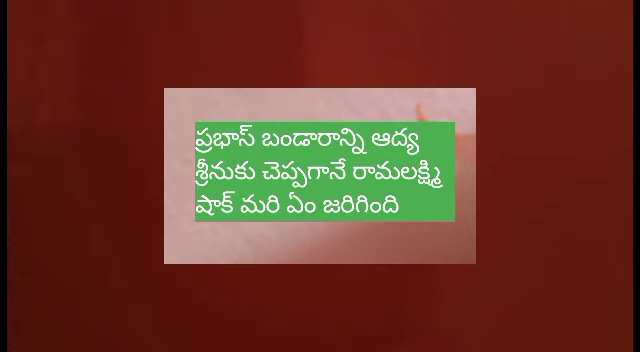 ప్రభాస్ బండారాన్ని ఆద్య
శ్రీనుకు చెప్పగానే రామలక్ష్మి
షాక్ మరి ఏం జరిగింది